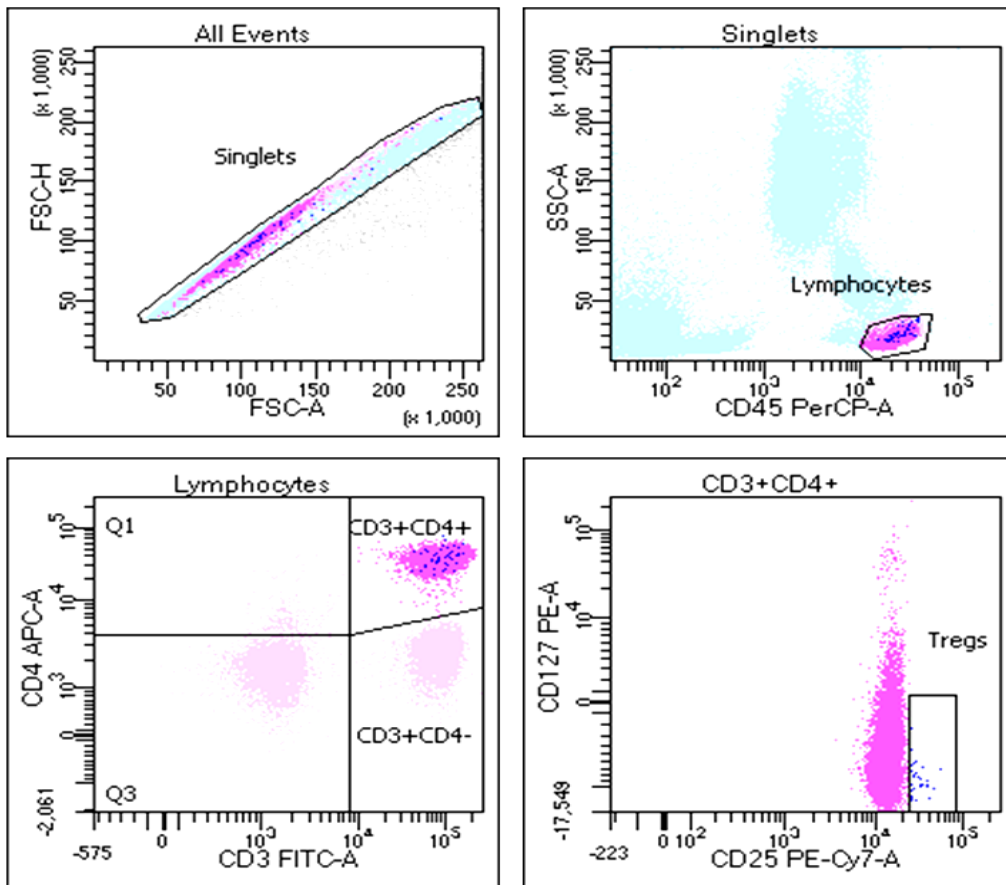 All Events
(x 1,000)
FSC-H
50 100 150 200 250
Singlets
50 100 150 200 250
FSC-A
(x 1,000)
Singlets
(x 1,000)
SSC-A
50 100 150 200 250
Lymphocytes
10² 10³ 10⁴ 10⁵
CD45 PerCP-A
Lymphocytes
Q1
CD3+CD4+
CD4 APC-A
-2,061 0 10³ 10⁴ 10⁵
CD3+CD4-
Q3
-575 0 10³ 10⁴ 10⁵
CD3 FITC-A
CD3+CD4+
CD127 PE-A
-17,549 0 10⁴ 10⁵
Tregs
-223 0 10² 10³ 10⁴ 10⁵
CD25 PE-Cy7-A